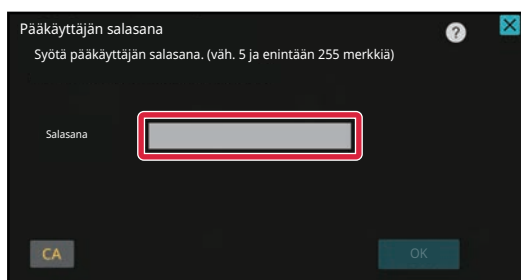 Pääkäyttäjän salasana
Syötä pääkäyttäjän salasana. (väh. 5 ja enintään 255 merkkiä)
Salasana
CA
OK